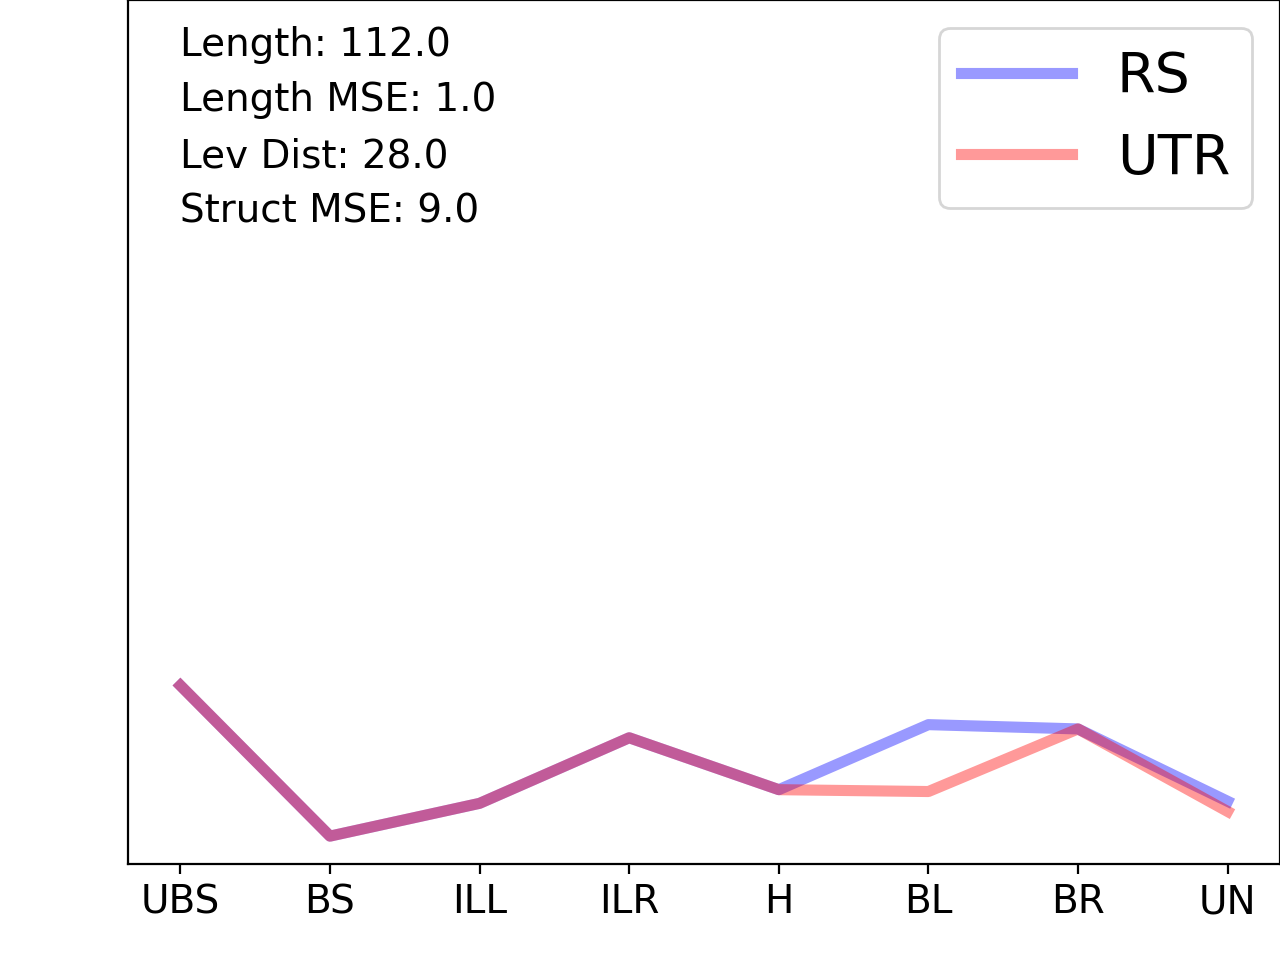 Length: 112.0
Length MSE: 1.0
Lev Dist: 28.0
Struct MSE: 9.0
RS
UTR
UBS BS ILL ILR H BL BR UN